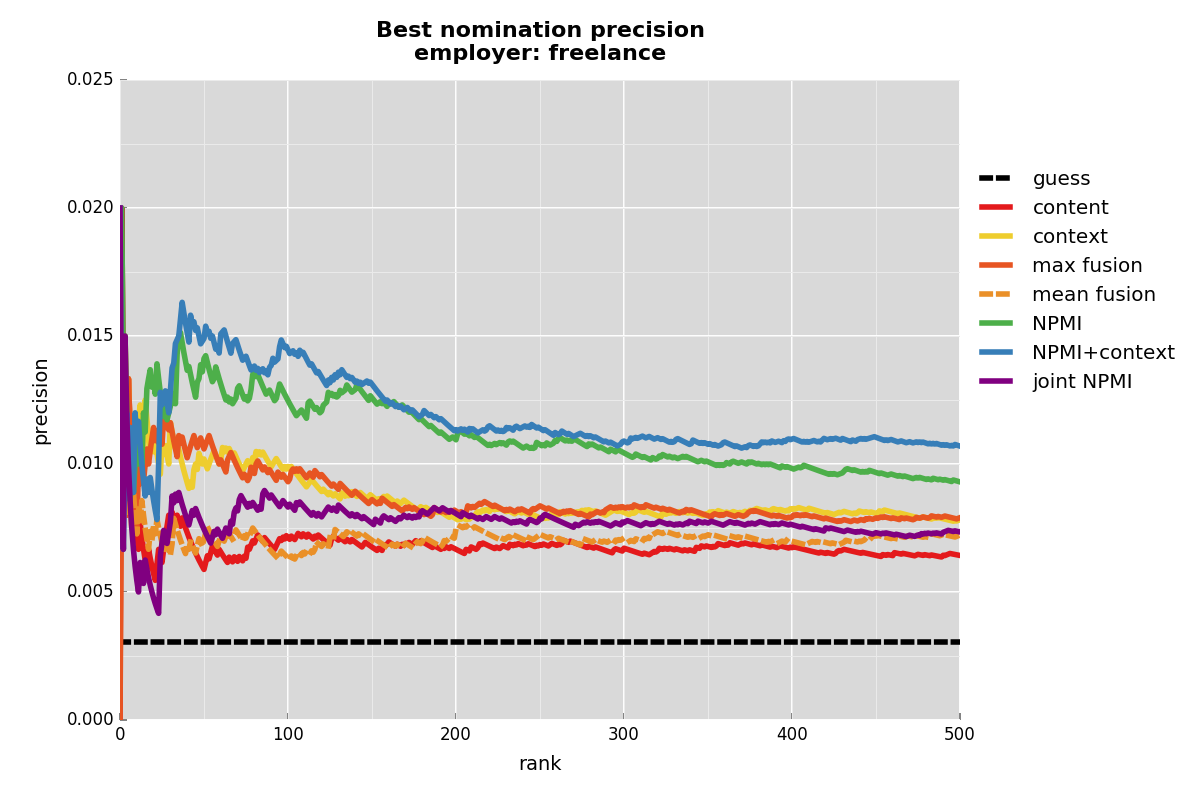 Best nomination precision
employer: freelance
0.025
0.020
0.015
0.010
0.005
0.000
precision
0 100 200 300 400 500
rank
guess
content
context
max fusion
mean fusion
NPMI
NPMI+context
joint NPMI